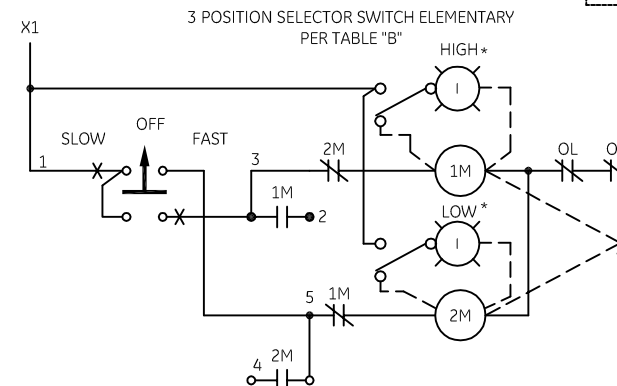 3 POSITION SELECTOR SWITCH ELEMENTARY
PER TABLE "B"
X1
HIGH*
I
OFF
SLOW
FAST
1
3
2M
1M
OL
1M
2
LOW*
I
5
1M
2M
4
2M